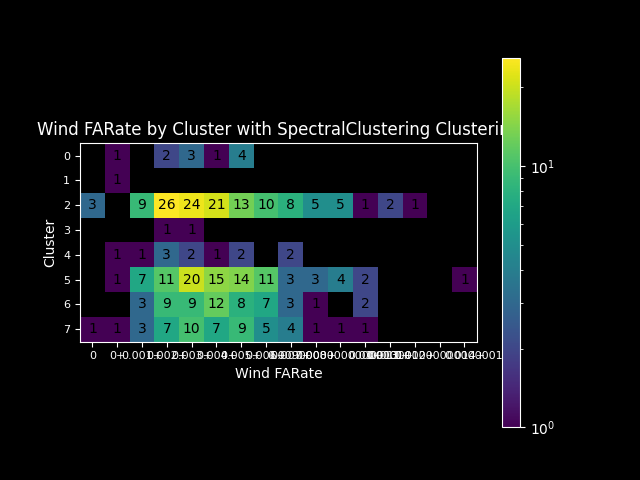 Wind FARate by Cluster with SpectralClustering Clusterin
0 1 2 3 1 4
1 1
2 3 9 26 24 21 13 10 8 5 5 1 2 1
3 1 1
4 1 1 3 2 1 2 2
5 1 7 11 20 15 14 11 3 3 4 2 1
6 3 9 9 12 8 7 3 1 2
7 1 1 3 7 10 7 9 5 4 1 1 1
Cluster
0
Wind FARate
10^1
10^0